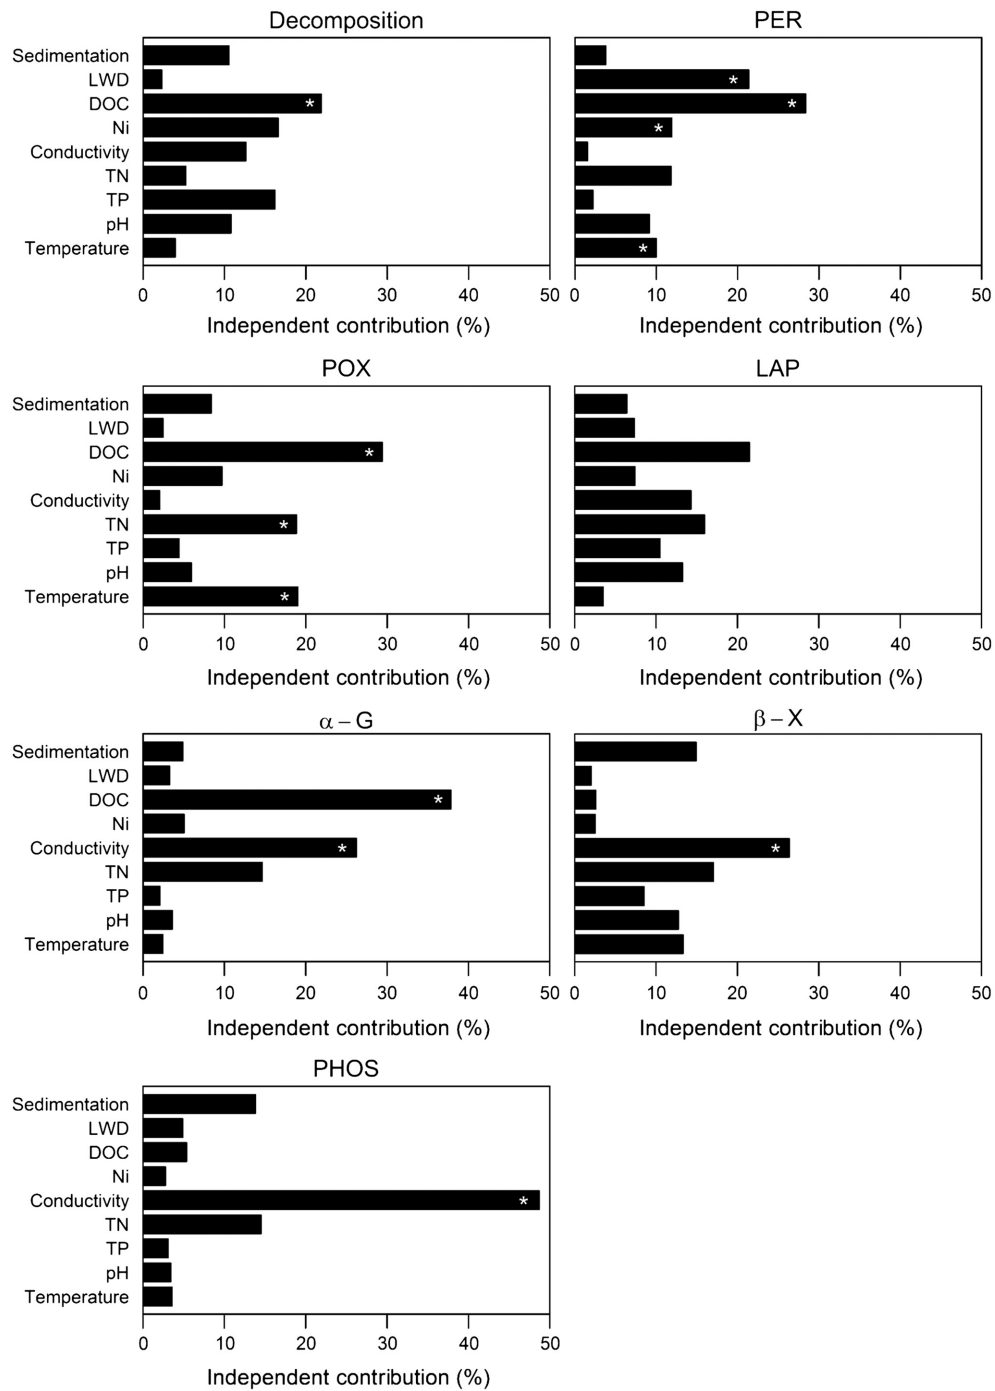 Decomposition PER
Sedimentation
LWD *
DOC * *
Ni *
Conductivity
TN
TP
pH
Temperature *
0 10 20 30 40 50 0 10 20 30 40 50
Independent contribution (%) Independent contribution (%)
POX LAP
Sedimentation
LWD
DOC *
Ni
Conductivity
TN *
TP
pH
Temperature *
0 10 20 30 40 50 0 10 20 30 40 50
Independent contribution (%) Independent contribution (%)
α – G β – X
Sedimentation
LWD
DOC *
Ni
Conductivity * *
TN
TP
pH
Temperature
0 10 20 30 40 50 0 10 20 30 40 50
Independent contribution (%) Independent contribution (%)
PHOS
Sedimentation
LWD
DOC
Ni
Conductivity *
TN
TP
pH
Temperature
0 10 20 30 40 50
Independent contribution (%)